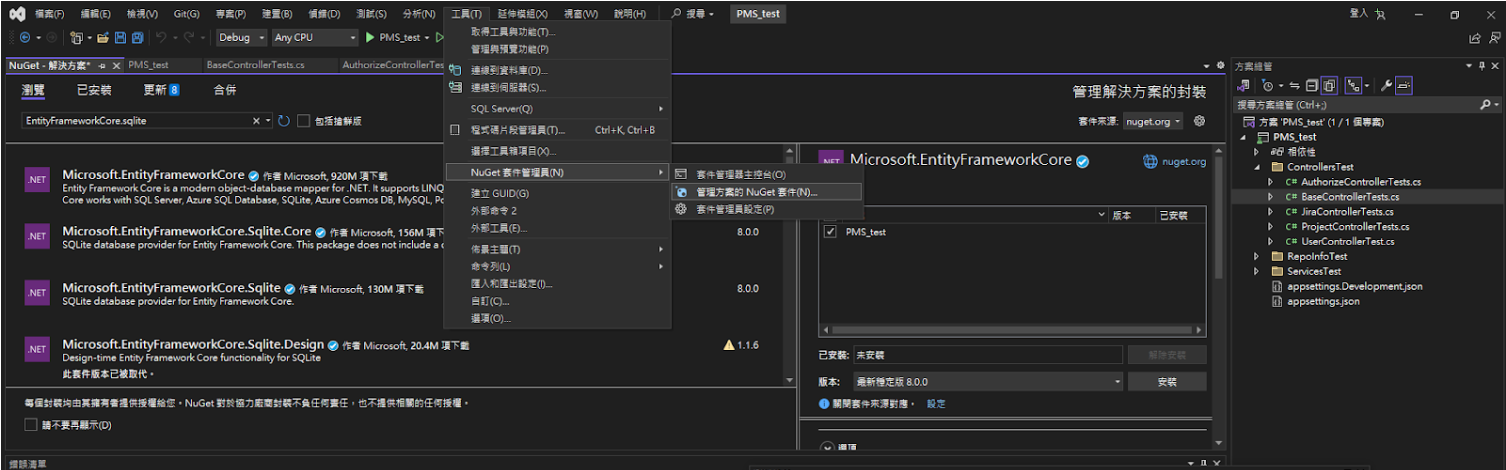 檔案(F) 編輯(E) 檢視(V) Git(G) 專案(P) 建置(B) 偵錯(D) 測試(S) 分析(N) 工具(T) 延伸模組(X) 視窗(W) 說明(H) 搜尋 PMS_test 登入
Debug Any CPU PMS_test
NuGet - 解決方案* PMS_test BaseControllerTests.cs AuthorizeControllerTes
瀏覽 已安裝 更新 8 合併
管理解決方案的封裝
EntityFrameworkCore.sqlite 包括搶鮮版
套件來源: nuget.org
.NET Microsoft.EntityFrameworkCore 作者 Microsoft, 920M 項下載
Entity Framework Core is a modern object-database mapper for .NET. It supports LINQ
Core works with SQL Server, Azure SQL Database, SQLite, Azure Cosmos DB, MySQL, Po
.NET Microsoft.EntityFrameworkCore.Sqlite.Core 作者 Microsoft, 156M 項下載 8.0.0
SQLite database provider for Entity Framework Core. This package does not include a c
.NET Microsoft.EntityFrameworkCore.Sqlite 作者 Microsoft, 130M 項下載 8.0.0
SQLite database provider for Entity Framework Core.
.NET Microsoft.EntityFrameworkCore.Sqlite.Design 作者 Microsoft, 20.4M 項下載 1.1.6
Design-time Entity Framework Core functionality for SQLite
此套件版本已被取代。
每個封裝均由其擁有者提供授權給您。NuGet 對於協力廠商封裝不負任何責任，也不提供相關的任何授權。
請不要再顯示(D)
錯誤清單
取得工具與功能(T)...
管理與預覽功能(P)
連線到資料庫(D)...
連線到伺服器(S)...
SQL Server(Q)
程式碼片段管理員(T)... Ctrl+K, Ctrl+B
選擇工具箱項目(X)...
NuGet 套件管理員(N)
建立 GUID(G)
外部命令 2
外部工具(E)...
佈景主題(T)
命令列(L)
匯入和匯出設定(I)...
自訂(C)...
選項(O)...
套件管理器主控台(O)
管理方案的 NuGet 套件(N)...
套件管理員設定(P)
.NET Microsoft.EntityFrameworkCore nuget.org
版本 已安裝
PMS_test
已安裝: 未安裝 解除安裝
版本: 最新穩定版 8.0.0 安裝
關閉套件來源對應。 設定
選項
方案總管
搜尋方案總管 (Ctrl+;)
方案 'PMS_test' (1 / 1 個專案)
PMS_test
相依性
ControllersTest
C# AuthorizeControllerTests.cs
C# BaseControllerTests.cs
C# JiraControllerTests.cs
C# ProjectControllerTests.cs
C# UserControllerTest.cs
RepoInfoTest
ServicesTest
appsettings.Development.json
appsettings.json